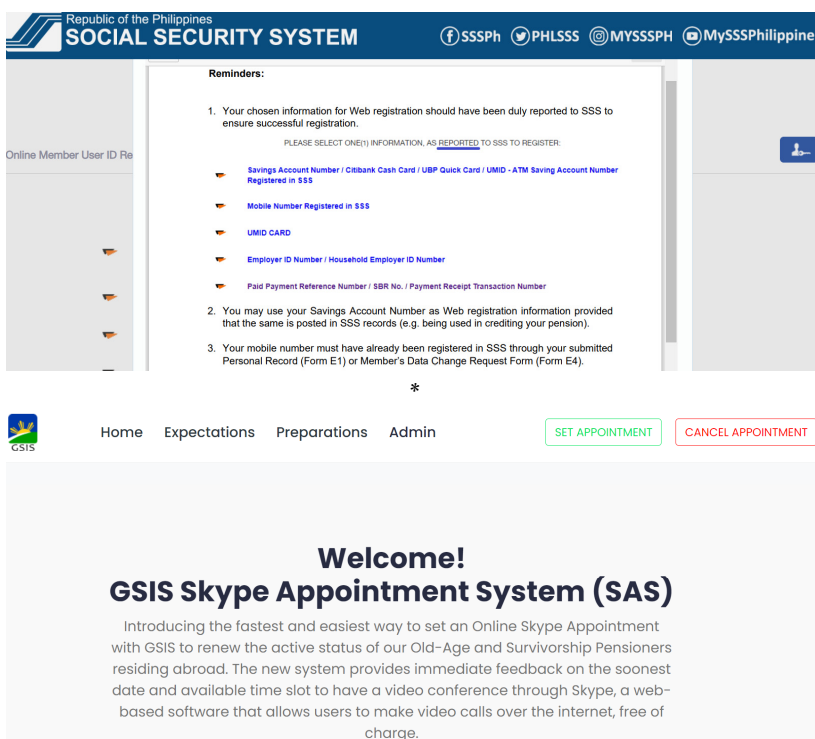 Republic of the Philippines
SOCIAL SECURITY SYSTEM
SSSPh PHLSSS MYSSSPH MySSSPhilippine
Reminders:
1. Your chosen information for Web registration should have been duly reported to SSS to
ensure successful registration.
PLEASE SELECT ONE(1) INFORMATION, AS REPORTED TO SSS TO REGISTER:
Online Member User ID Re
Savings Account Number / Citibank Cash Card / UBP Quick Card / UMID - ATM Saving Account Number
Registered in SSS
Mobile Number Registered in SSS
UMID CARD
Employer ID Number / Household Employer ID Number
Paid Payment Reference Number / SBR No. / Payment Receipt Transaction Number
2. You may use your Savings Account Number as Web registration information provided
that the same is posted in SSS records (e.g. being used in crediting your pension).
3. Your mobile number must have already been registered in SSS through your submitted
Personal Record (Form E1) or Member's Data Change Request Form (Form E4).
*
GSIS
Home Expectations Preparations Admin
SET APPOINTMENT CANCEL APPOINTMENT
Welcome!
GSIS Skype Appointment System (SAS)
Introducing the fastest and easiest way to set an Online Skype Appointment
with GSIS to renew the active status of our Old-Age and Survivorship Pensioners
residing abroad. The new system provides immediate feedback on the soonest
date and available time slot to have a video conference through Skype, a web-
based software that allows users to make video calls over the internet, free of
charge.